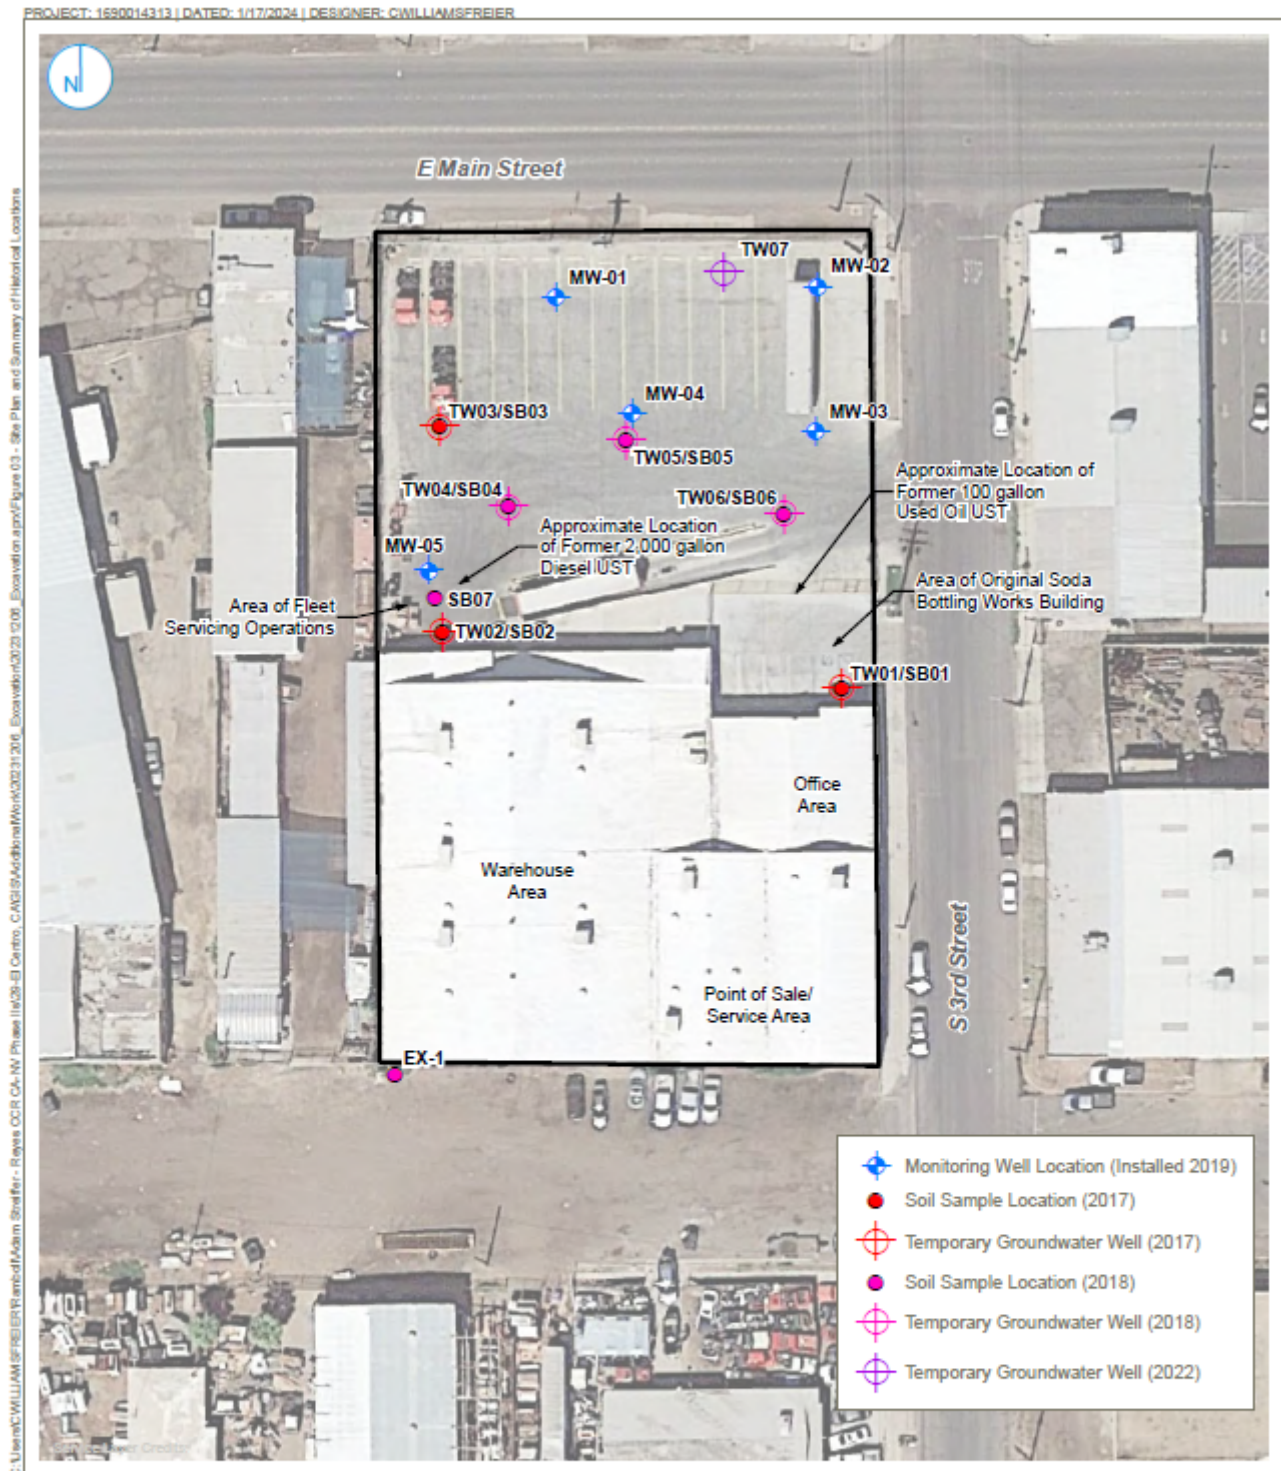 PROJECT: 1690014313 | DATED: 1/17/2024 | DESIGNER: CWILLIAMSFREIER
N
E Main Street
TW07
MW-02
MW-01
MW-04
TW03/SB03
MW-03
TW05/SB05
Approximate Location of
Former 100 gallon
Used Oil UST
TW04/SB04
TW06/SB06
Approximate Location
of Former 2,000 gallon
Diesel UST
MW-05
Area of Original Soda
Bottling Works Building
SB07
Area of Fleet
Servicing Operations
TW02/SB02
TW01/SB01
Office
Area
Warehouse
Area
S 3rd Street
Point of Sale/
Service Area
EX-1
Monitoring Well Location (Installed 2019)
Soil Sample Location (2017)
Temporary Groundwater Well (2017)
Soil Sample Location (2018)
Temporary Groundwater Well (2018)
Temporary Groundwater Well (2022)